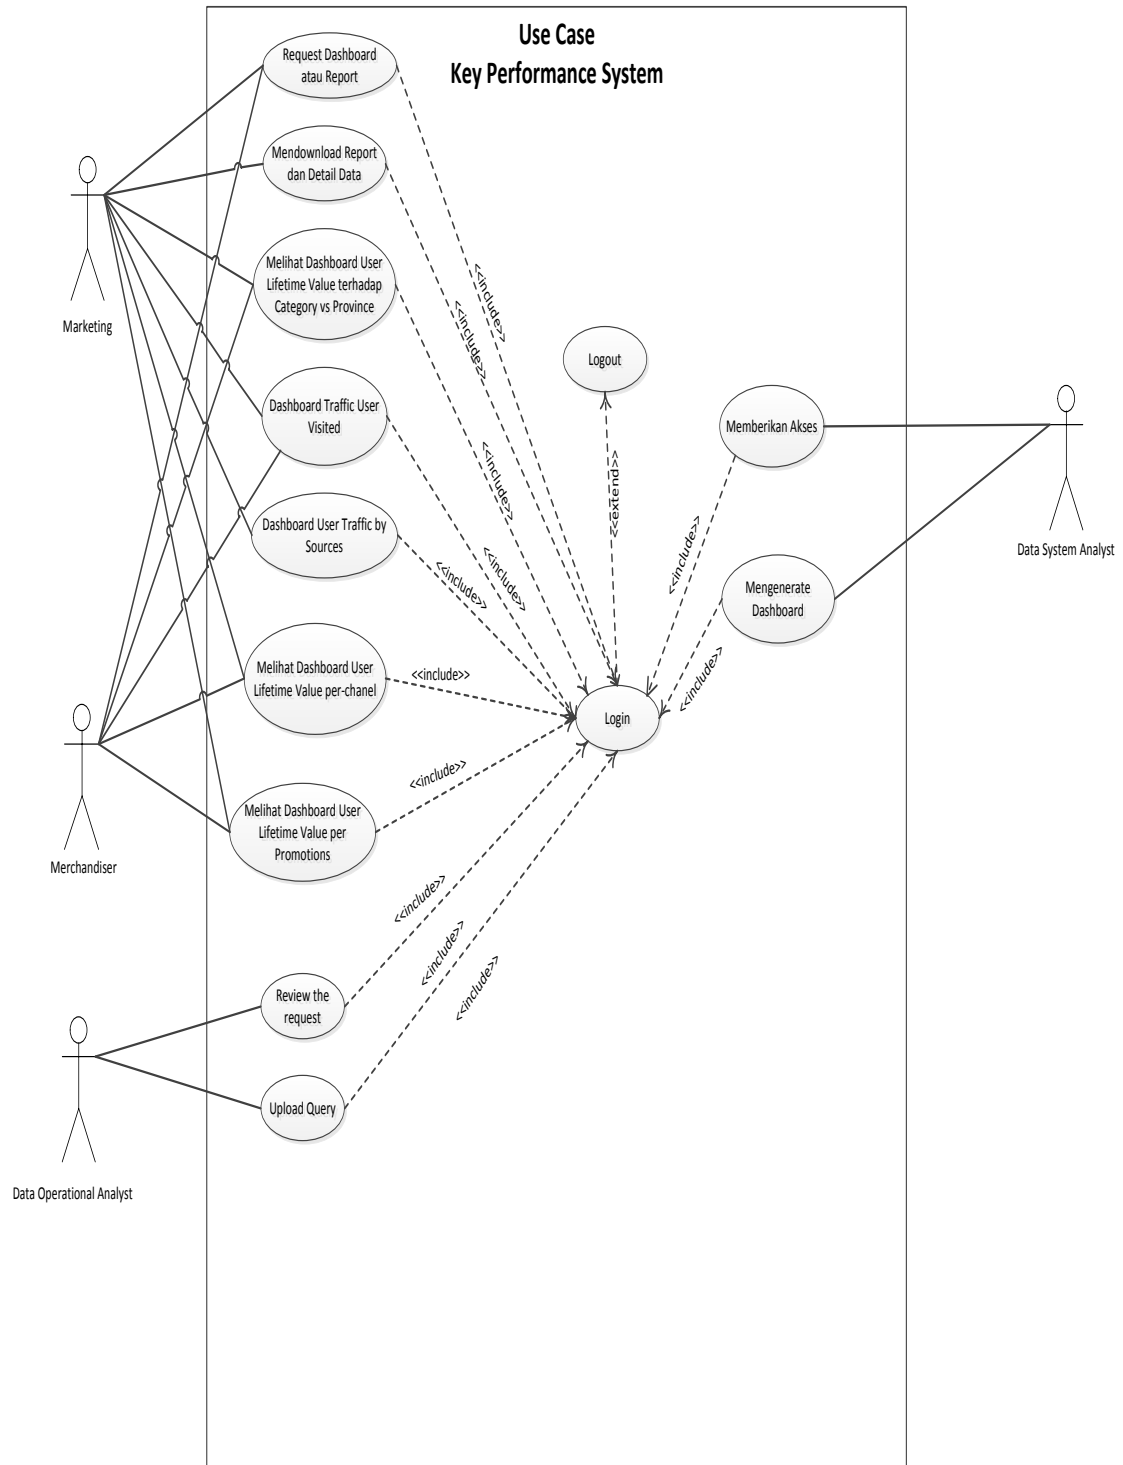 Use Case
Key Performance System
Request Dashboard
atau Report
Mendownload Report
dan Detail Data
Melihat Dashboard User
Lifetime Value terhadap
Category vs Province
Dashboard Traffic User
Visited
Dashboard User Traffic by
Sources
Melihat Dashboard User
Lifetime Value per-chanel
Melihat Dashboard User
Lifetime Value per
Promotions
Review the
request
Upload Query
Marketing
Merchandiser
Data Operational Analyst
<<include>>
<<include>>
<<include>>
<<include>>
<<include>>
<<include>>
<<include>>
<<include>>
<<include>>
<<include>>
Logout
<<extend>>
Login
Memberikan Akses
<<include>>
Mengenerate
Dashboard
<<include>>
Data System Analyst